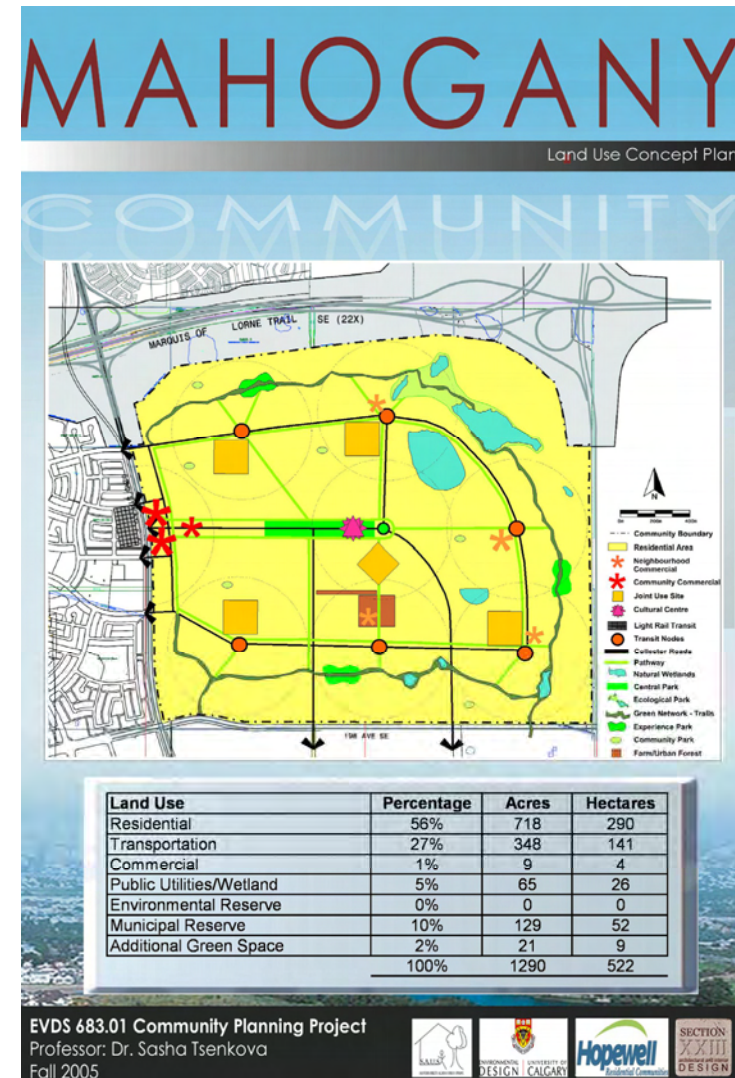 MAHOGANY
Land Use Concept Plan
COMMUNITY
MARQUIS OF LORNE TRAIL SE (22X)
N
Community Boundary
Residential Area
Neighbourhood
Commercial
Community Commercial
Joint Use Site
Cultural Centre
Light Rail Transit
Transit Nodes
Collector Roads
Pathway
Natural Wetlands
Central Park
Ecological Park
Green Network - Trails
Experience Park
Community Park
Farm/Urban Forest
198 AVE SE
Land Use Percentage Acres Hectares
Residential 56% 718 290
Transportation 27% 348 141
Commercial 1% 9 4
Public Utilities/Wetland 5% 65 26
Environmental Reserve 0% 0 0
Municipal Reserve 10% 129 52
Additional Green Space 2% 21 9
100% 1290 522
EVDS 683.01 Community Planning Project
Professor: Dr. Sasha Tsenkova
Fall 2005
ENVIRONMENTAL DESIGN
UNIVERSITY OF CALGARY
Hopewell
Residential Communities
SECTION
XXIII
DESIGN